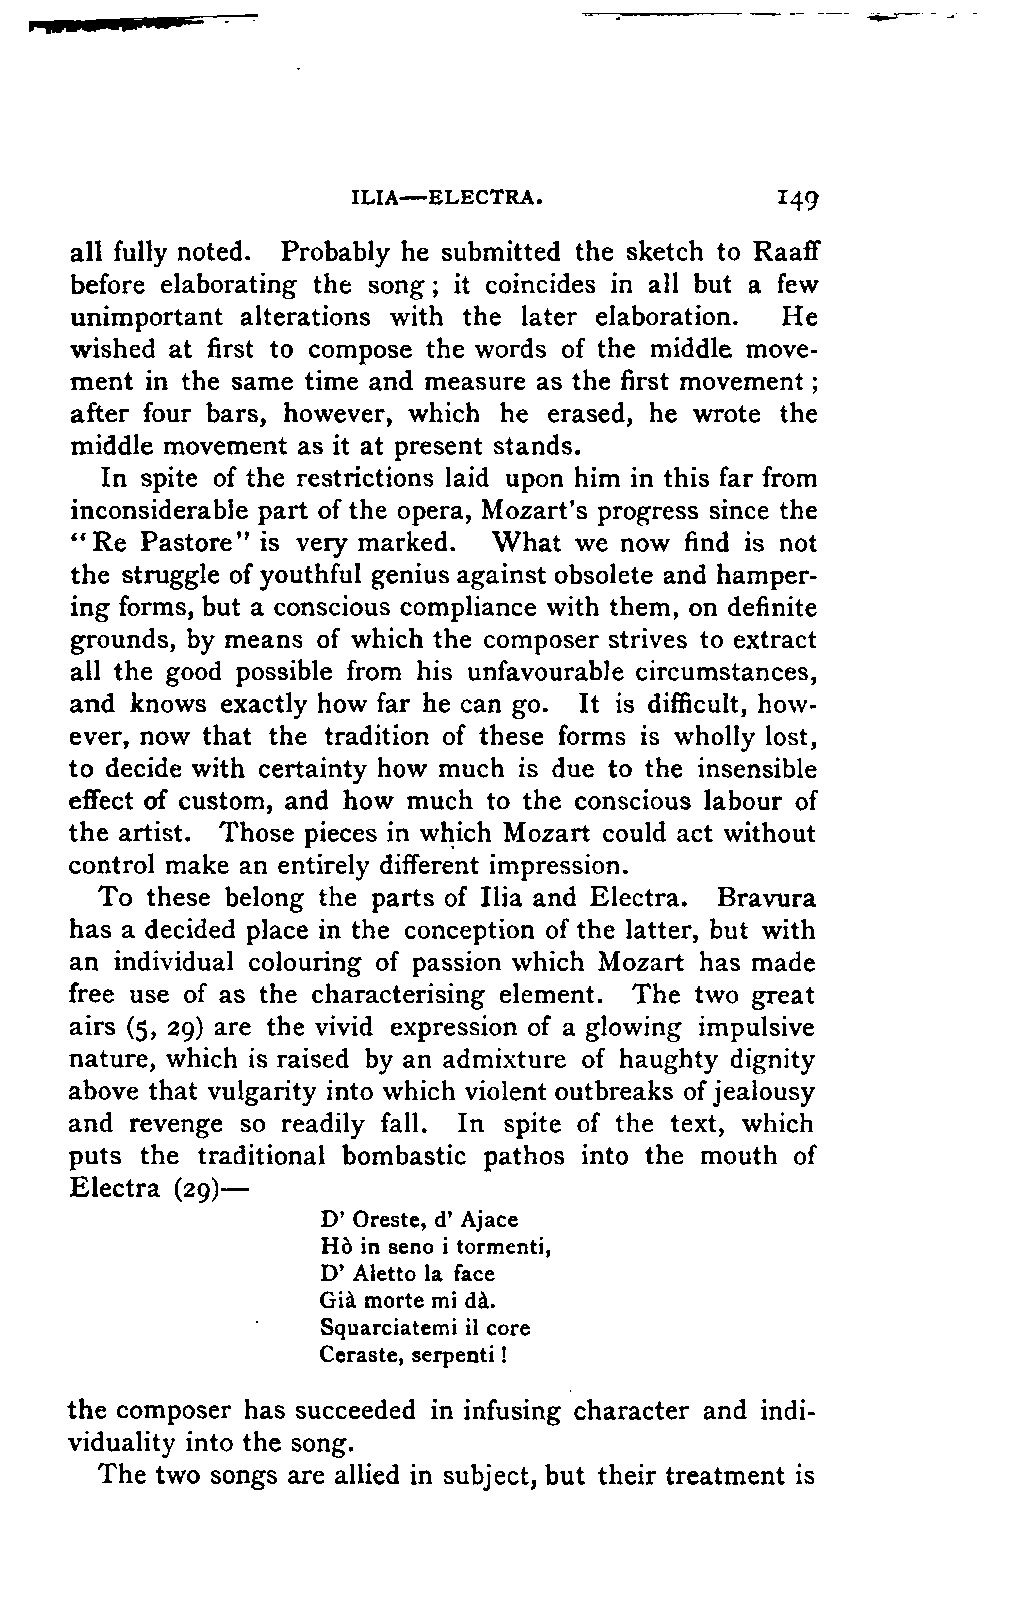 ILIA—ELECTRA. 149
all fully noted. Probably he submitted the sketch to Raaff
before elaborating the song; it coincides in all but a few
unimportant alterations with the later elaboration. He
wished at first to compose the words of the middle move-
ment in the same time and measure as the first movement;
after four bars, however, which he erased, he wrote the
middle movement as it at present stands.
In spite of the restrictions laid upon him in this far from
inconsiderable part of the opera, Mozart's progress since the
"Re Pastore" is very marked. What we now find is not
the struggle of youthful genius against obsolete and hamper-
ing forms, but a conscious compliance with them, on definite
grounds, by means of which the composer strives to extract
all the good possible from his unfavourable circumstances,
and knows exactly how far he can go. It is difficult, how-
ever, now that the tradition of these forms is wholly lost,
to decide with certainty how much is due to the insensible
effect of custom, and how much to the conscious labour of
the artist. Those pieces in which Mozart could act without
control make an entirely different impression.
To these belong the parts of Ilia and Electra. Bravura
has a decided place in the conception of the latter, but with
an individual colouring of passion which Mozart has made
free use of as the characterising element. The two great
airs (5, 29) are the vivid expression of a glowing impulsive
nature, which is raised by an admixture of haughty dignity
above that vulgarity into which violent outbreaks of jealousy
and revenge so readily fall. In spite of the text, which
puts the traditional bombastic pathos into the mouth of
Electra (29)—
D' Oreste, d' Ajace
Hò in seno i tormenti,
D' Aletto la face
Già morte mi dà.
Squarciatemi il core
Ceraste, serpenti!
the composer has succeeded in infusing character and indi-
viduality into the song.
The two songs are allied in subject, but their treatment is